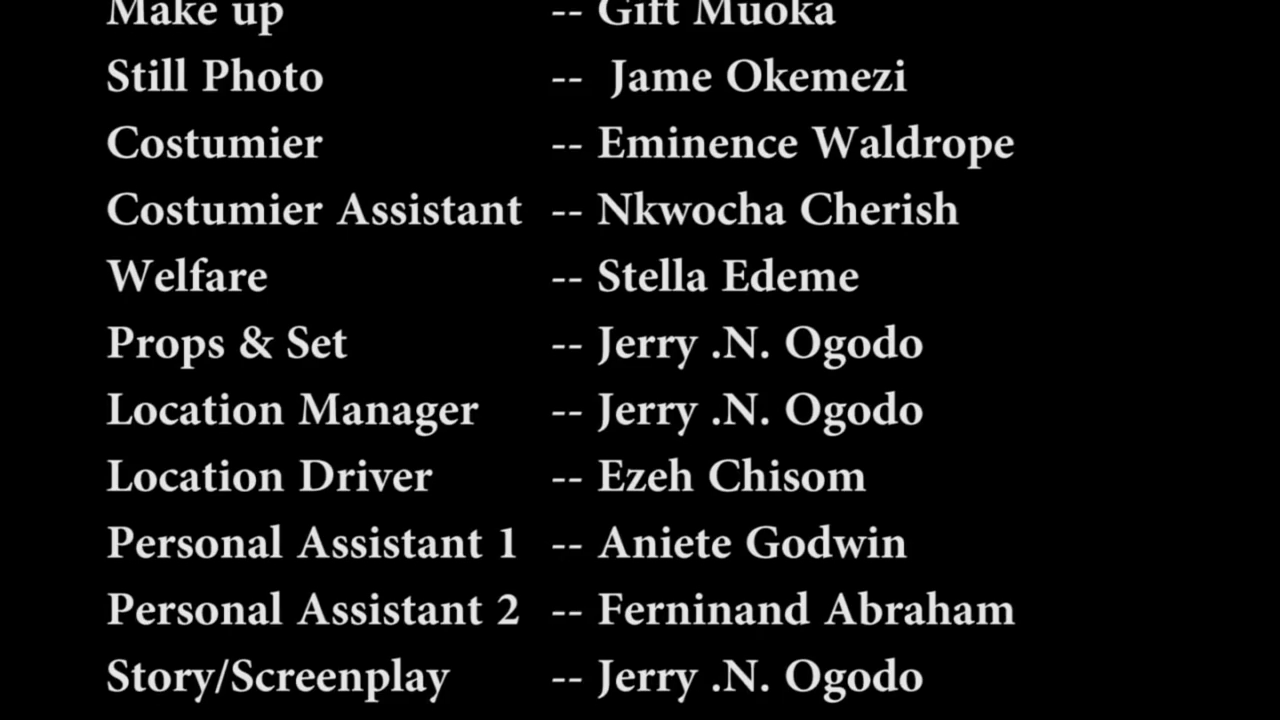 Make up -- Gift Muoka
Still Photo -- Jame Okemezi
Costumier -- Eminence Waldrope
Costumier Assistant -- Nkwocha Cherish
Welfare -- Stella Edeme
Props & Set -- Jerry .N. Ogodo
Location Manager -- Jerry .N. Ogodo
Location Driver -- Ezeh Chisom
Personal Assistant 1 -- Aniete Godwin
Personal Assistant 2 -- Ferninand Abraham
Story/Screenplay -- Jerry .N. Ogodo